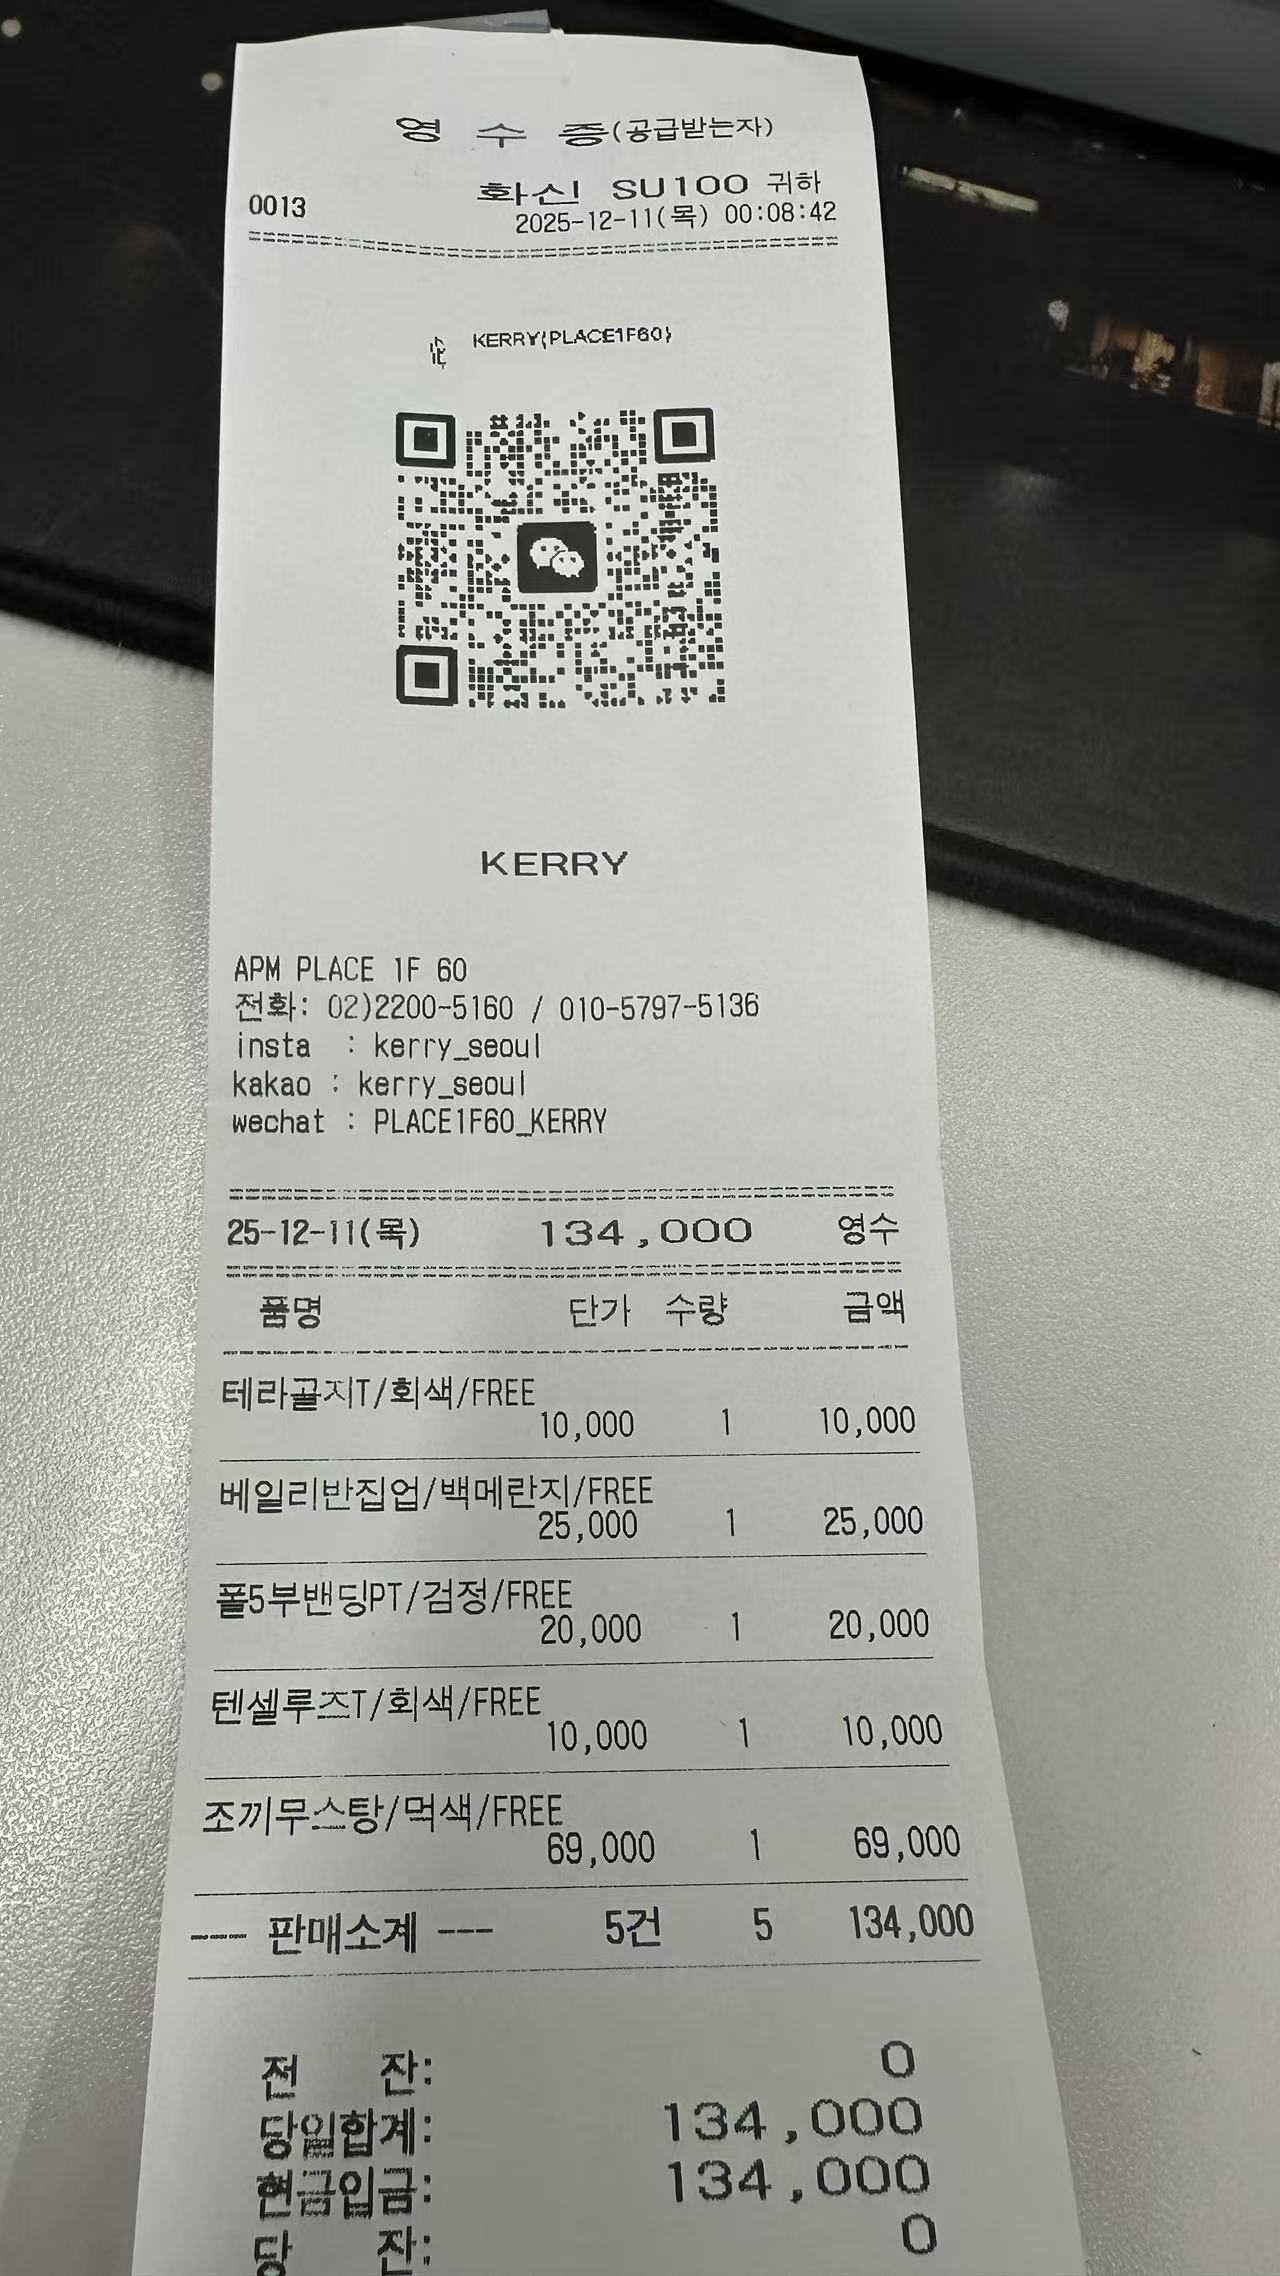 영 수 증(공급받는자)
화신 SU100 귀하
0013
2025-12-11(목) 00:08:42
KERRY(PLACE1F60)
KERRY
APM PLACE 1F 60
전화: 02)2200-5160 / 010-5797-5136
insta : kerry_seoul
kakao : kerry_seoul
wechat : PLACE1F60_KERRY
25-12-11(목) 134,000 영수
품명 단가 수량 금액
테라골지T/회색/FREE
10,000 1 10,000
베일리반집업/백메란지/FREE
25,000 1 25,000
폴5부밴딩PT/검정/FREE
20,000 1 20,000
텐셀루즈T/회색/FREE
10,000 1 10,000
조끼무스탕/먹색/FREE
69,000 1 69,000
--- 판매소계 --- 5건 5 134,000
전 잔: 0
당일합계: 134,000
현금입금: 134,000
당 잔: 0